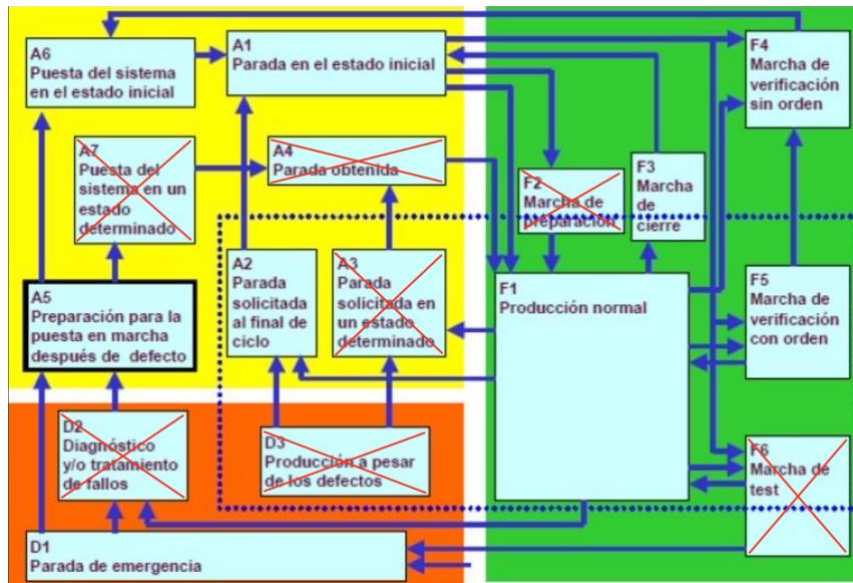 A6
Puesta del sistema
en el estado inicial
A1
Parada en el estado inicial
F4
Marcha de
verificación
sin orden
A7
Puesta del
sistema en un
estado
determinado
A4
Parada obtenida
F2
Marcha de
preparación
F3
Marcha
de
cierre
A5
Preparación para la
puesta en marcha
después de defecto
A2
Parada
solicitada
al final de
ciclo
A3
Parada
solicitada en
un estado
determinado
F1
Producción normal
F5
Marcha de
verificación
con orden
D2
Diagnóstico
y/o tratamiento
de fallos
D3
Producción a pesar
de los defectos
F6
Marcha de
test
D1
Parada de emergencia